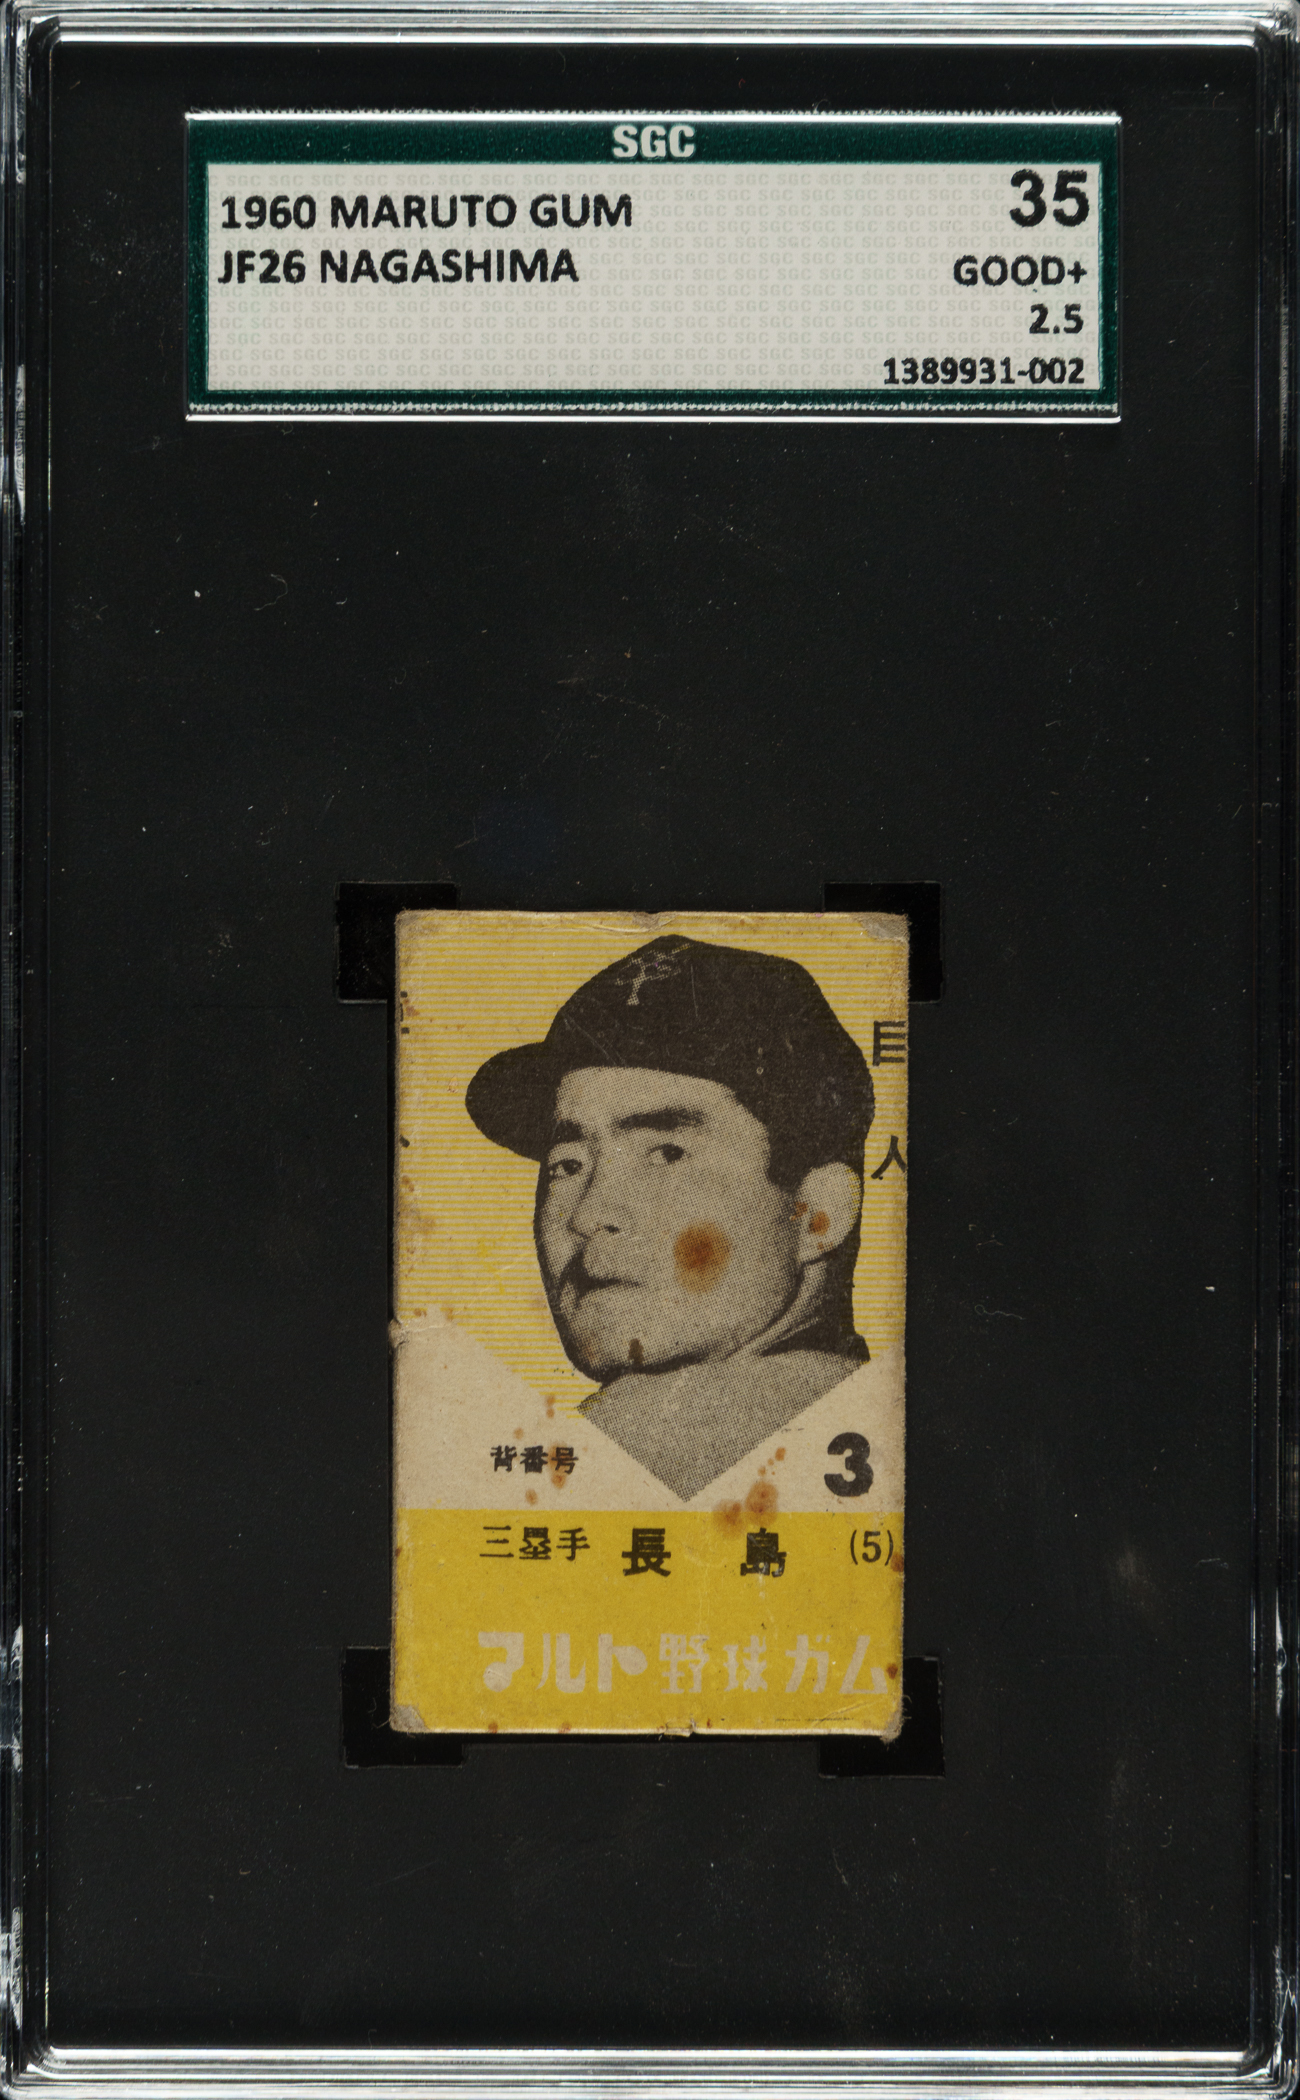 SGC
1960 MARUTO GUM
35
JF26 NAGASHIMA
GOOD+
2.5
1389931-002
巨人
背番号
3
三塁手 長島 (5)
マルト野球ガム